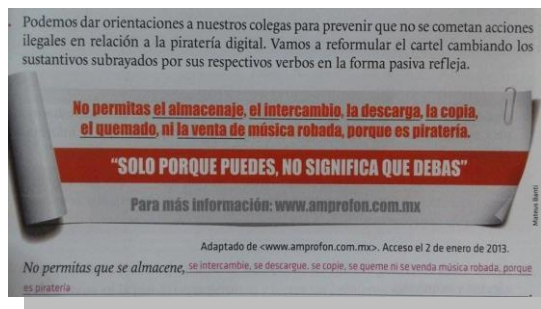 . Podemos dar orientaciones a nuestros colegas para prevenir que no se cometan acciones
ilegales en relación a la piratería digital. Vamos a reformular el cartel cambiando los
sustantivos subrayados por sus respectivos verbos en la forma pasiva refleja.
No permitas el almacenaje, el intercambio, la descarga, la copia,
el quemado, ni la venta de música robada, porque es piratería.
"SOLO PORQUE PUEDES, NO SIGNIFICA QUE DEBAS"
Para más información: www.amprofon.com.mx
Mateus Banti
Adaptado de <www.amprofon.com.mx>. Acceso el 2 de enero de 2013.
No permitas que se almacene, se intercambie, se descargue, se copie, se queme ni se venda música robada, porque
es piratería